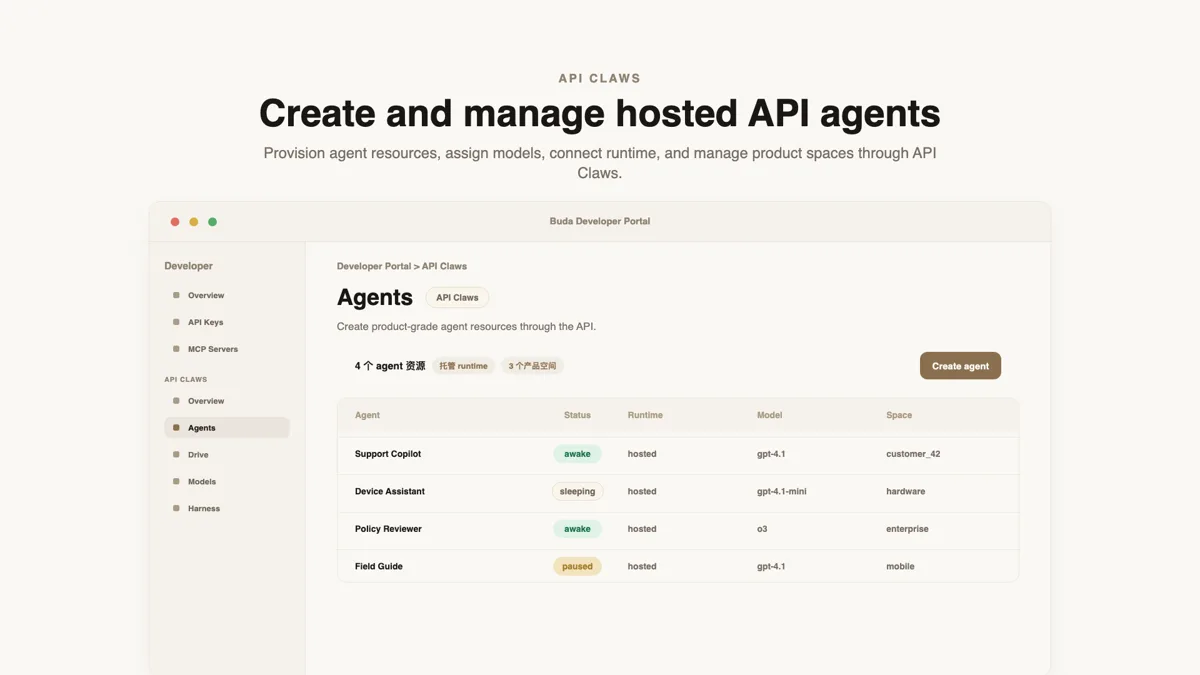 API CLAWS
Create and manage hosted API agents
Provision agent resources, assign models, connect runtime, and manage product spaces through API
Claws.
Buda Developer Portal
Developer
Overview
API Keys
MCP Servers
API CLAWS
Overview
Agents
Drive
Models
Harness
Developer Portal > API Claws
Agents API Claws
Create product-grade agent resources through the API.
4 个 agent 资源 托管 runtime 3 个产品空间 Create agent
Agent Status Runtime Model Space
Support Copilot awake hosted gpt-4.1 customer_42
Device Assistant sleeping hosted gpt-4.1-mini hardware
Policy Reviewer awake hosted o3 enterprise
Field Guide paused hosted gpt-4.1 mobile